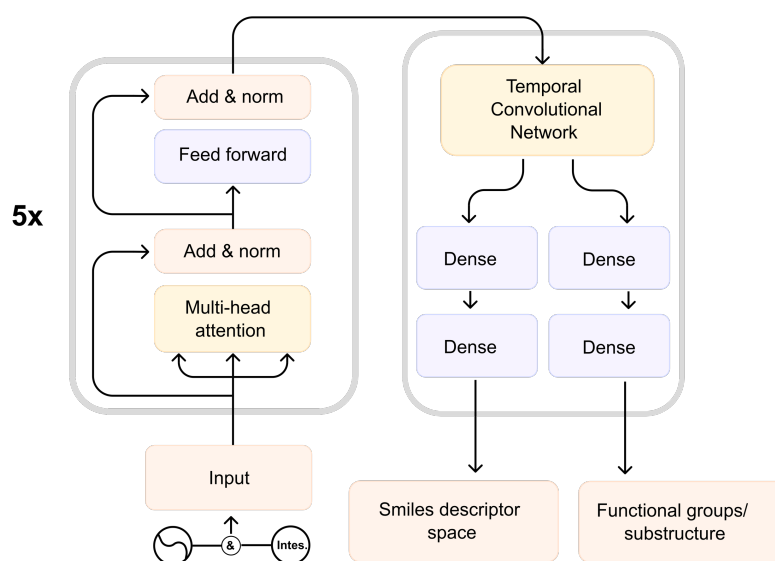 5x
Add & norm
Feed forward
Add & norm
Multi-head
attention
Input
&
Intes.
Temporal
Convolutional
Network
Dense
Dense
Dense
Dense
Smiles descriptor
space
Functional groups/
substructure